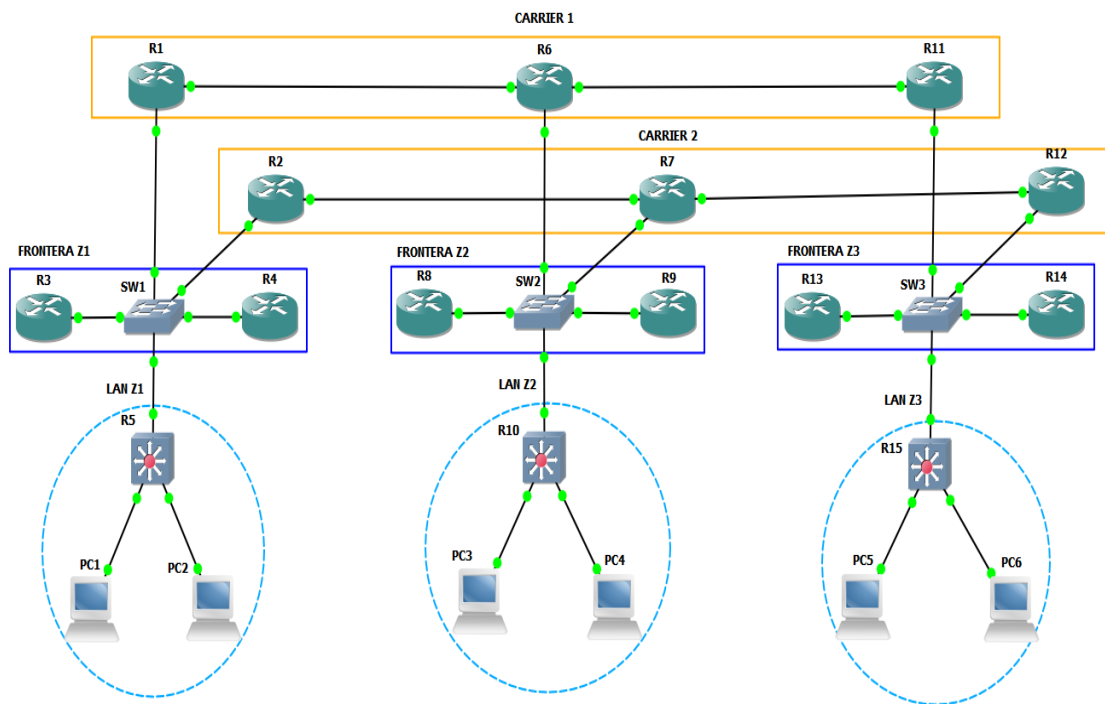 CARRIER 1
R1
R6
R11
CARRIER 2
R2
R7
R12
FRONTERA Z1
FRONTERA Z2
FRONTERA Z3
R3
SW1
R4
R8
SW2
R9
R13
SW3
R14
LAN Z1
LAN Z2
LAN Z3
R5
R10
R15
PC1
PC2
PC3
PC4
PC5
PC6